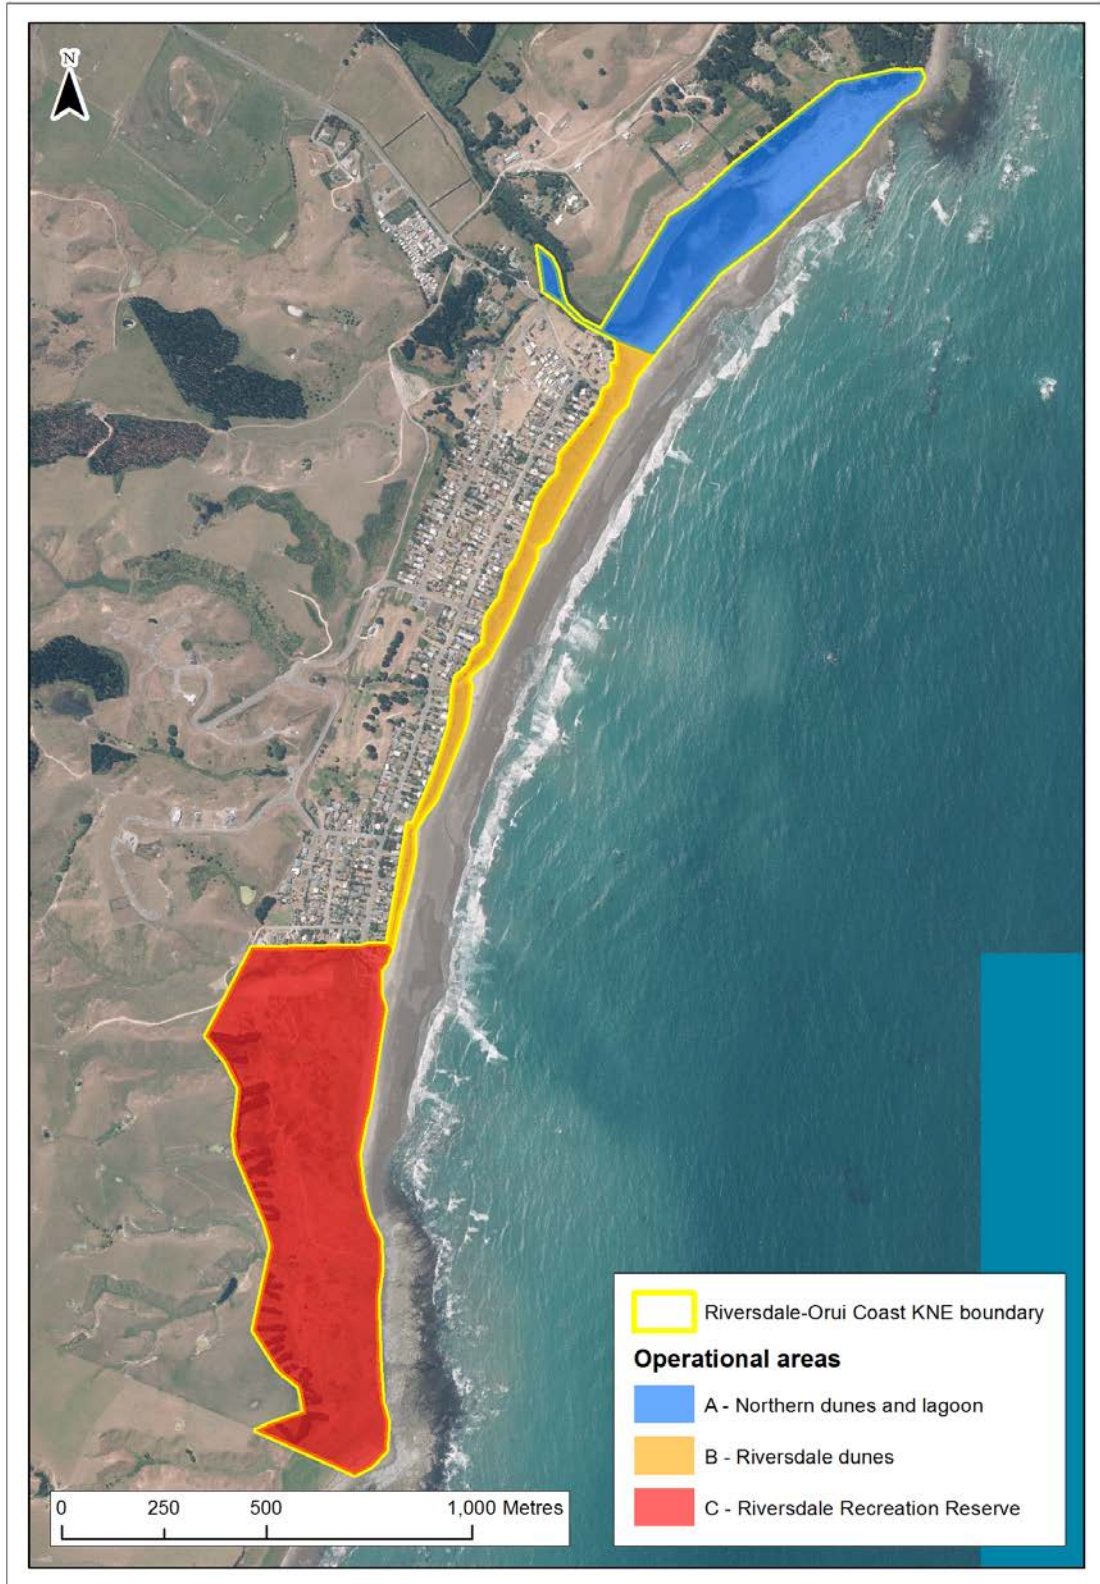 N
Riversdale-Orui Coast KNE boundary
Operational areas
A - Northern dunes and lagoon
B - Riversdale dunes
C - Riversdale Recreation Reserve
0 250 500 1,000 Metres